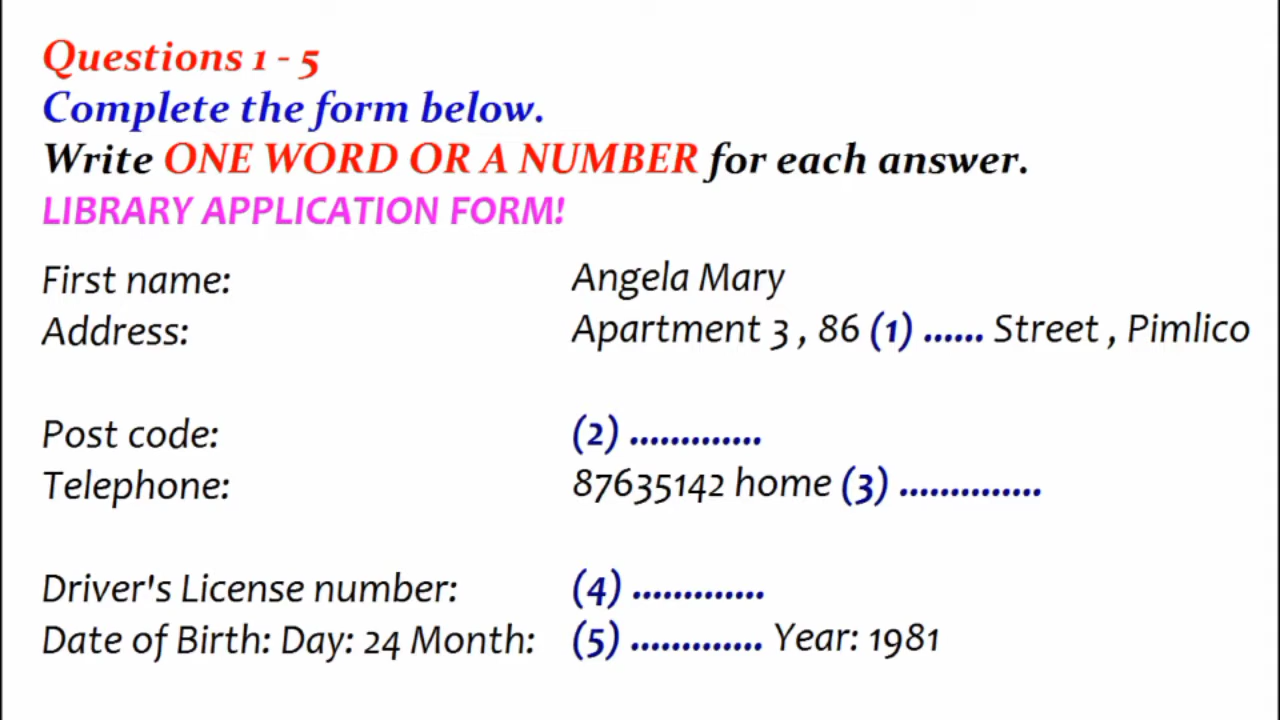 Questions 1 - 5
Complete the form below.
Write ONE WORD OR A NUMBER for each answer.
LIBRARY APPLICATION FORM!
First name: Angela Mary
Address: Apartment 3 , 86 (1) ...... Street , Pimlico
Post code: (2) .............
Telephone: 87635142 home (3) ..............
Driver's License number: (4) .............
Date of Birth: Day: 24 Month: (5) ............. Year: 1981